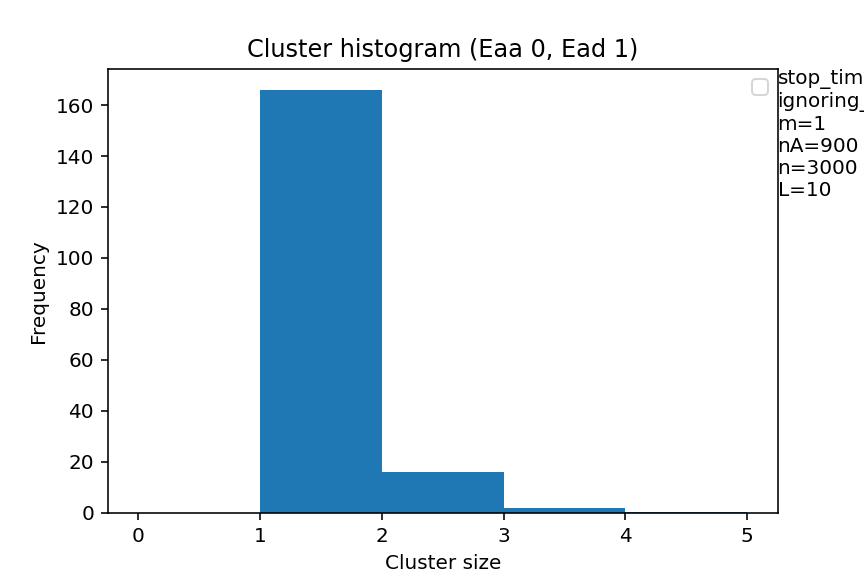 Cluster histogram (Eaa 0, Ead 1)
stop_tim
ignoring_
m=1
nA=900
n=3000
L=10
160
140
120
100
80
60
40
20
0
Frequency
0 1 2 3 4 5
Cluster size